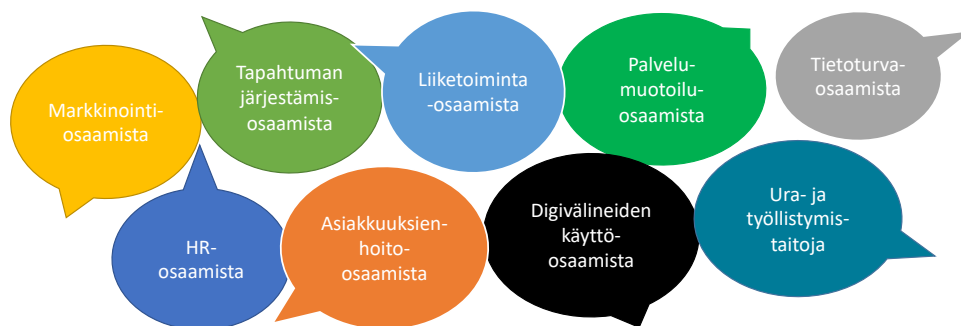 Markkinointi-
osaamista
Tapahtuman
järjestämis-
osaamista
Liiketoiminta
-osaamista
Palvelu-
muotoilu-
osaamista
Tietoturva-
osaamista
HR-
osaamista
Asiakkuuksien-
hoito-
osaamista
Digivälineiden
käyttö-
osaamista
Ura- ja
työllistymis-
taitoja